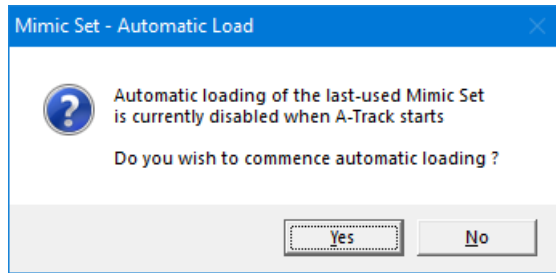 Mimic Set - Automatic Load
?
Automatic loading of the last-used Mimic Set
is currently disabled when A-Track starts
Do you wish to commence automatic loading ?
Yes
No